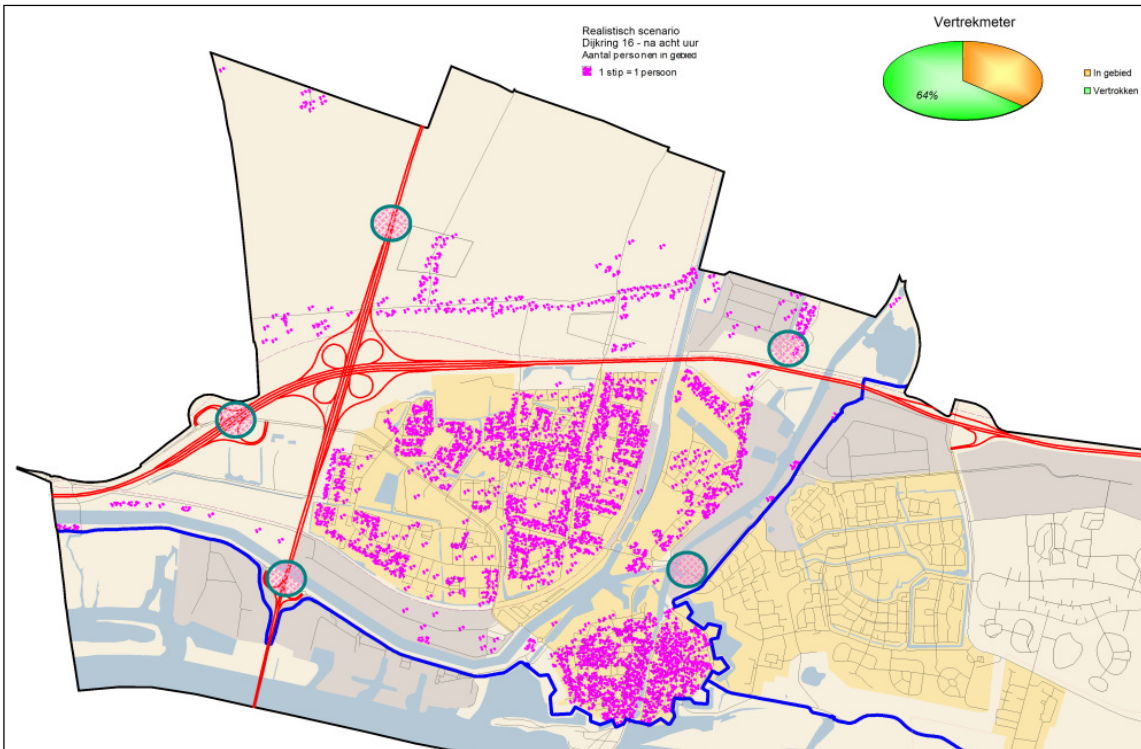 Realistisch scenario
Dijkring 16 - na acht uur
Aantal personen in gebied
1 stip = 1 persoon
Vertrekmeter
64%
In gebied
Vertrokken